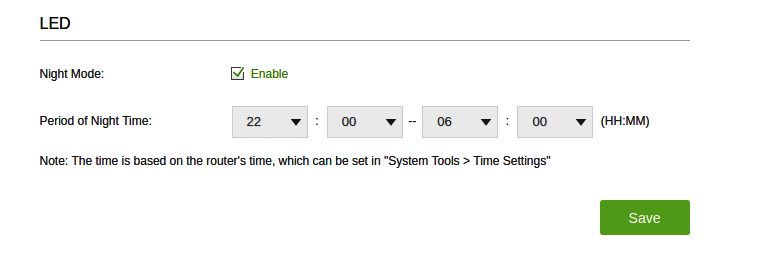 LED
Night Mode: Enable
Period of Night Time: 22 : 00 -- 06 : 00 (HH:MM)
Note: The time is based on the router's time, which can be set in "System Tools > Time Settings"
Save